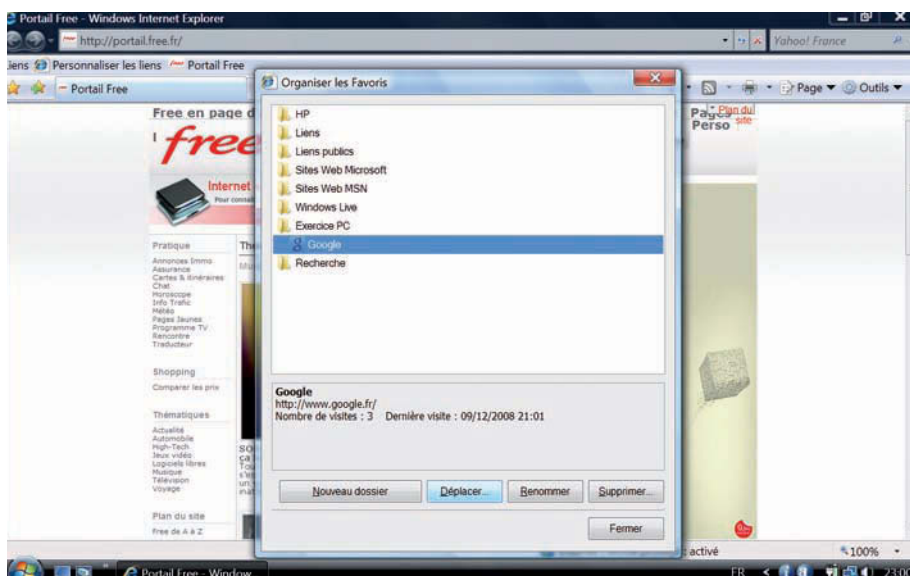 Portail Free - Windows Internet Explorer
http://portail.free.fr/
Yahoo! France
Personnaliser les liens Portail Free
Portail Free
Page Outils
Organiser les Favoris
HP
Liens
Liens publics
Sites Web Microsoft
Sites Web MSN
Windows Live
Exercice PC
Google
Recherche
Google
http://www.google.fr/
Nombre de visites : 3 Dernière visite : 09/12/2008 21:01
Nouveau dossier Déplacer... Renommer Supprimer...
Fermer
Free en page d
Perso
Plan du
site
free
Internet
Pratique
Annonces Immo
Assurance
Cartes & itinéraires
Chat
Horoscope
Info Trafic
Météo
Pages Jaunes
Programme TV
Rencontre
Traducteur
Shopping
Comparer les prix
Thématiques
Actualité
Automobile
High-Tech
Jeux vidéo
Logiciels libres
Musique
Télévision
Voyage
Plan du site
Free de A à Z
: activé
100%
Portail Free - Window
FR
23:00